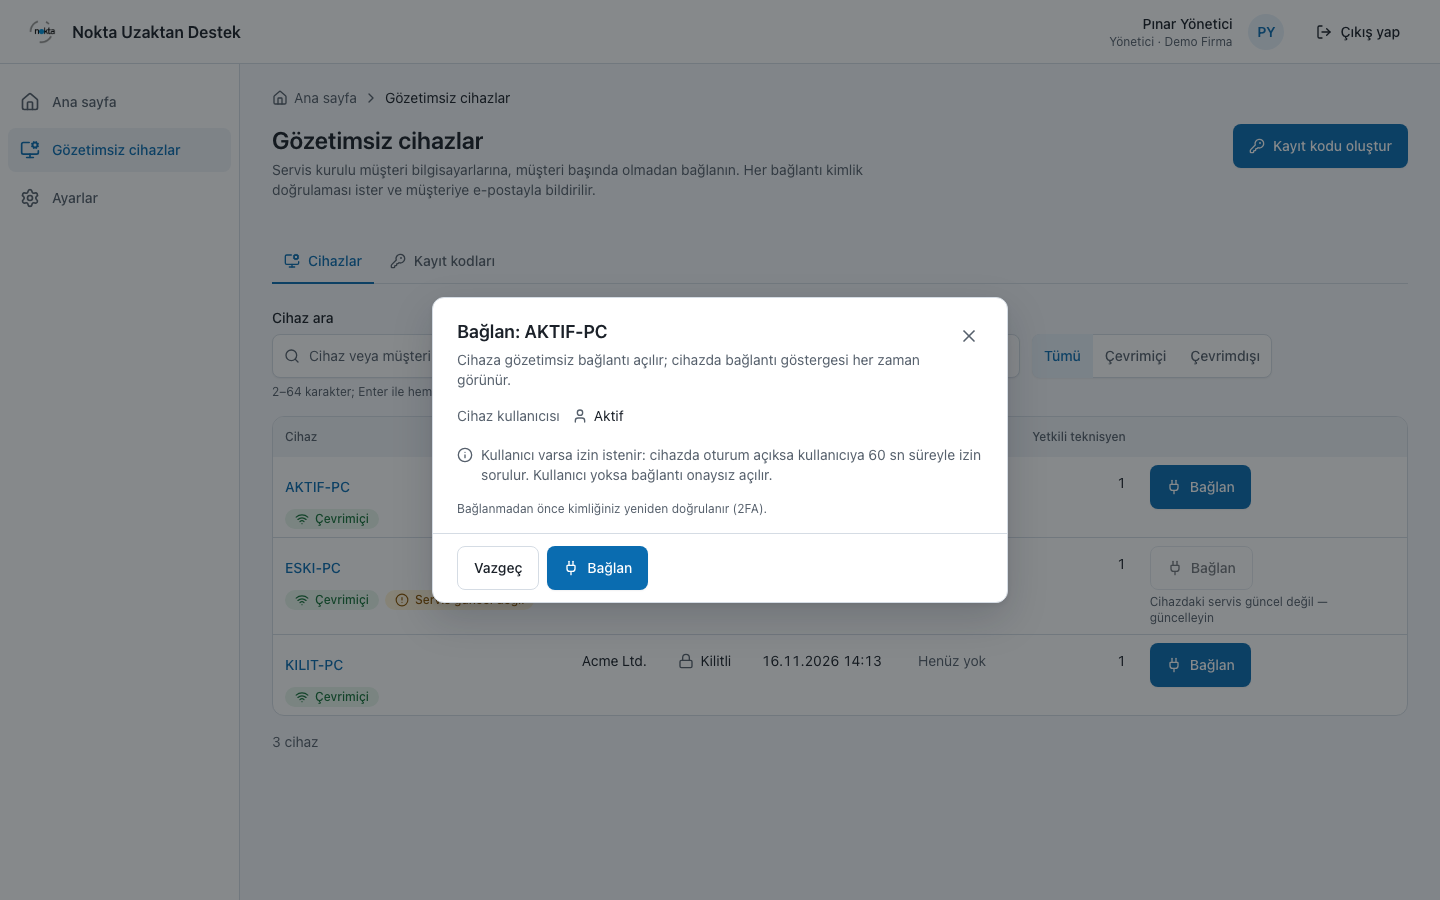 nokta
Nokta Uzaktan Destek
Pınar Yönetici
Yönetici · Demo Firma
PY
Çıkış yap
Ana sayfa
Gözetimsiz cihazlar
Ayarlar
Ana sayfa
Gözetimsiz cihazlar
Gözetimsiz cihazlar
Servis kurulu müşteri bilgisayarlarına, müşteri başında olmadan bağlanın. Her bağlantı kimlik
doğrulaması ister ve müşteriye e-postayla bildirilir.
Kayıt kodu oluştur
Cihazlar
Kayıt kodları
Cihaz ara
Cihaz veya müşteri
Tümü
Çevrimiçi
Çevrimdışı
2–64 karakter; Enter ile hem
Cihaz
Yetkili teknisyen
AKTIF-PC
1
Bağlan
Çevrimiçi
ESKI-PC
1
Bağlan
Çevrimiçi
Cihazdaki servis güncel değil —
güncelleyin
KILIT-PC
Acme Ltd.
Kilitli
16.11.2026 14:13
Henüz yok
1
Bağlan
Çevrimiçi
3 cihaz
Bağlan: AKTIF-PC
Cihaza gözetimsiz bağlantı açılır; cihazda bağlantı göstergesi her zaman
görünür.
Cihaz kullanıcısı
Aktif
Kullanıcı varsa izin istenir: cihazda oturum açıksa kullanıcıya 60 sn süreyle izin
sorulur. Kullanıcı yoksa bağlantı onaysız açılır.
Bağlanmadan önce kimliğiniz yeniden doğrulanır (2FA).
Vazgeç
Bağlan